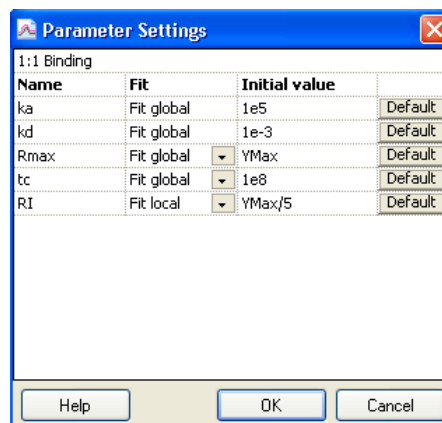 Parameter Settings
1:1 Binding
Name Fit Initial value
ka Fit global 1e5 Default
kd Fit global 1e-3 Default
Rmax Fit global YMax Default
tc Fit global 1e8 Default
RI Fit local YMax/5 Default
Help OK Cancel